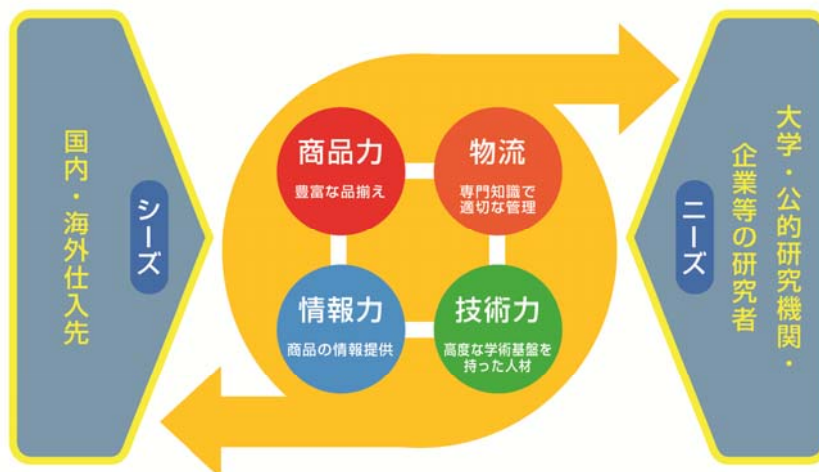 国内・海外仕入先
シーズ
商品力
豊富な品揃え
物流
専門知識で
適切な管理
情報力
商品の情報提供
技術力
高度な学術基盤を
持った人材
ニーズ
大学・公的研究機関・
企業等の研究者